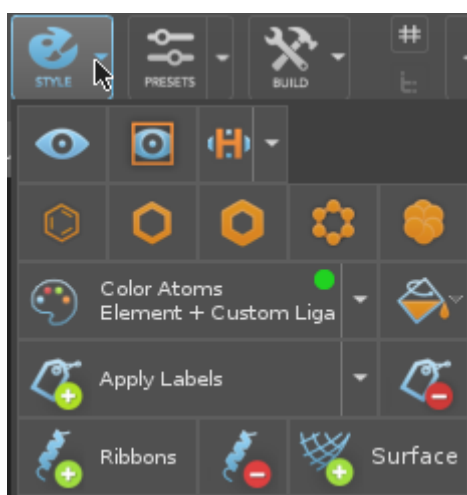 STYLE
PRESETS
BUILD
#
H
Color Atoms
Element + Custom Liga
Apply Labels
Ribbons
Surface